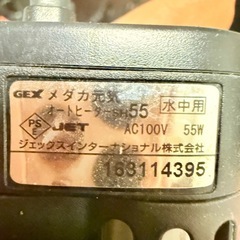 GEX メダカ元気
オートヒーター SH55
水中用
PS E JET
AC100V 55W
ジェックスインターナショナル株式会社
163114395